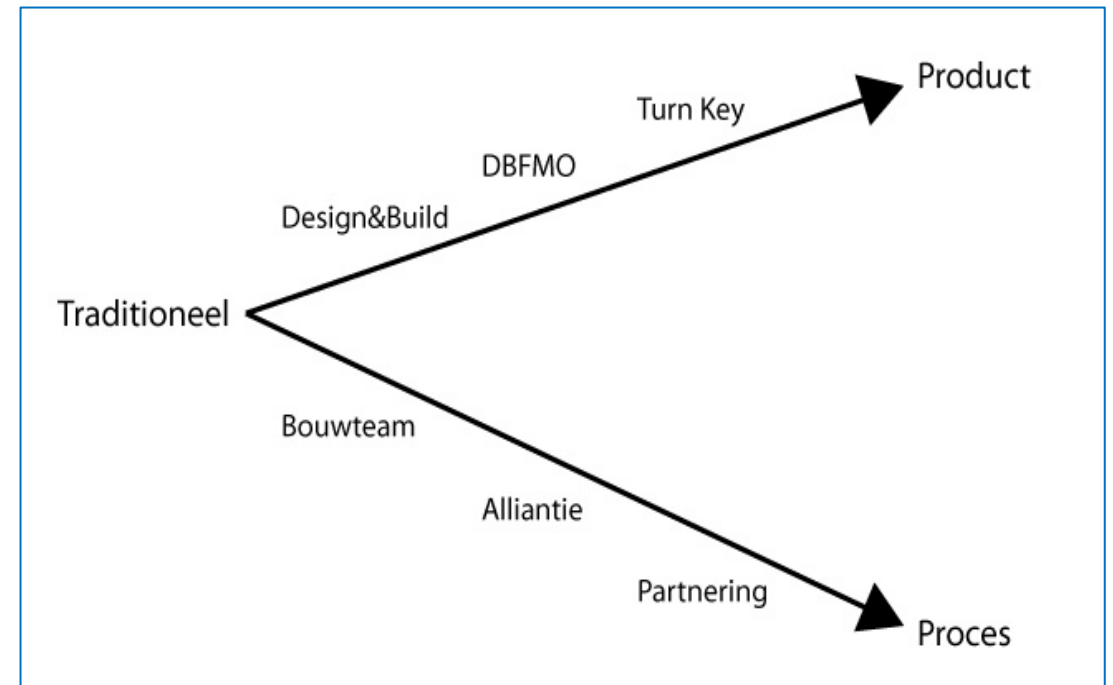 Product
Turn Key
DBFMO
Design&Build
Traditioneel
Bouwteam
Alliantie
Partnering
Proces